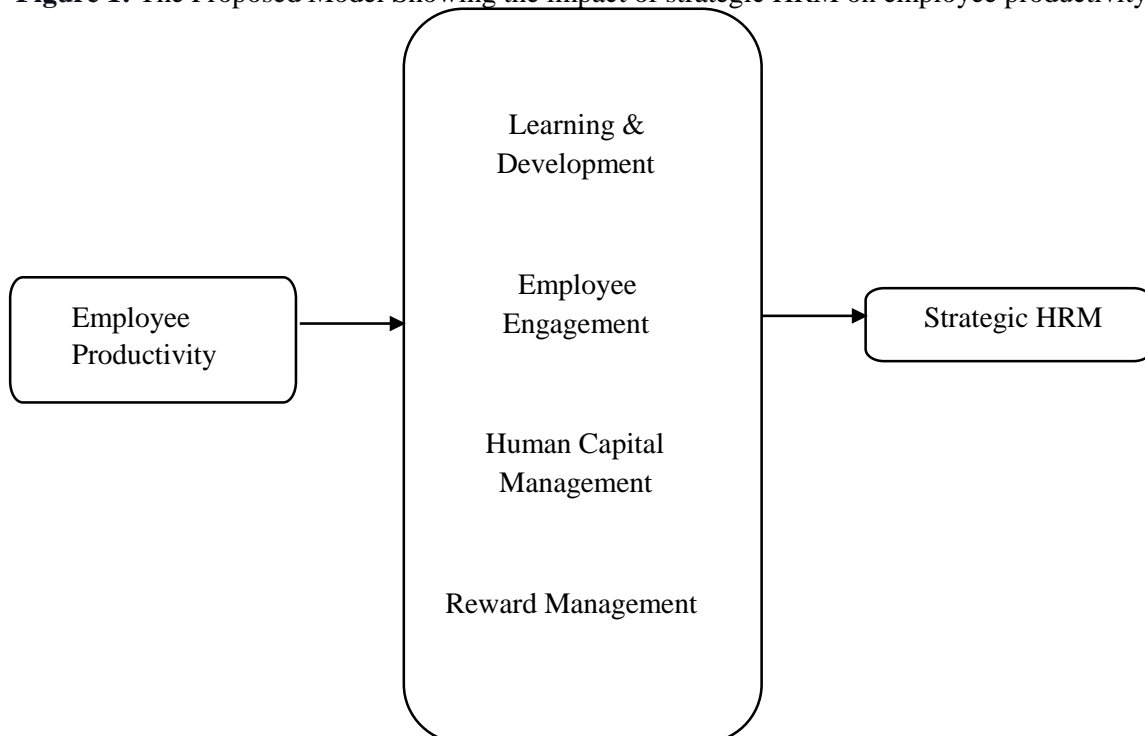 Figure 1: The Proposed Model Showing the impact of strategic HRM on employee productivity
Learning &
Development
Employee
Engagement
Employee
Productivity
Strategic HRM
Human Capital
Management
Reward Management